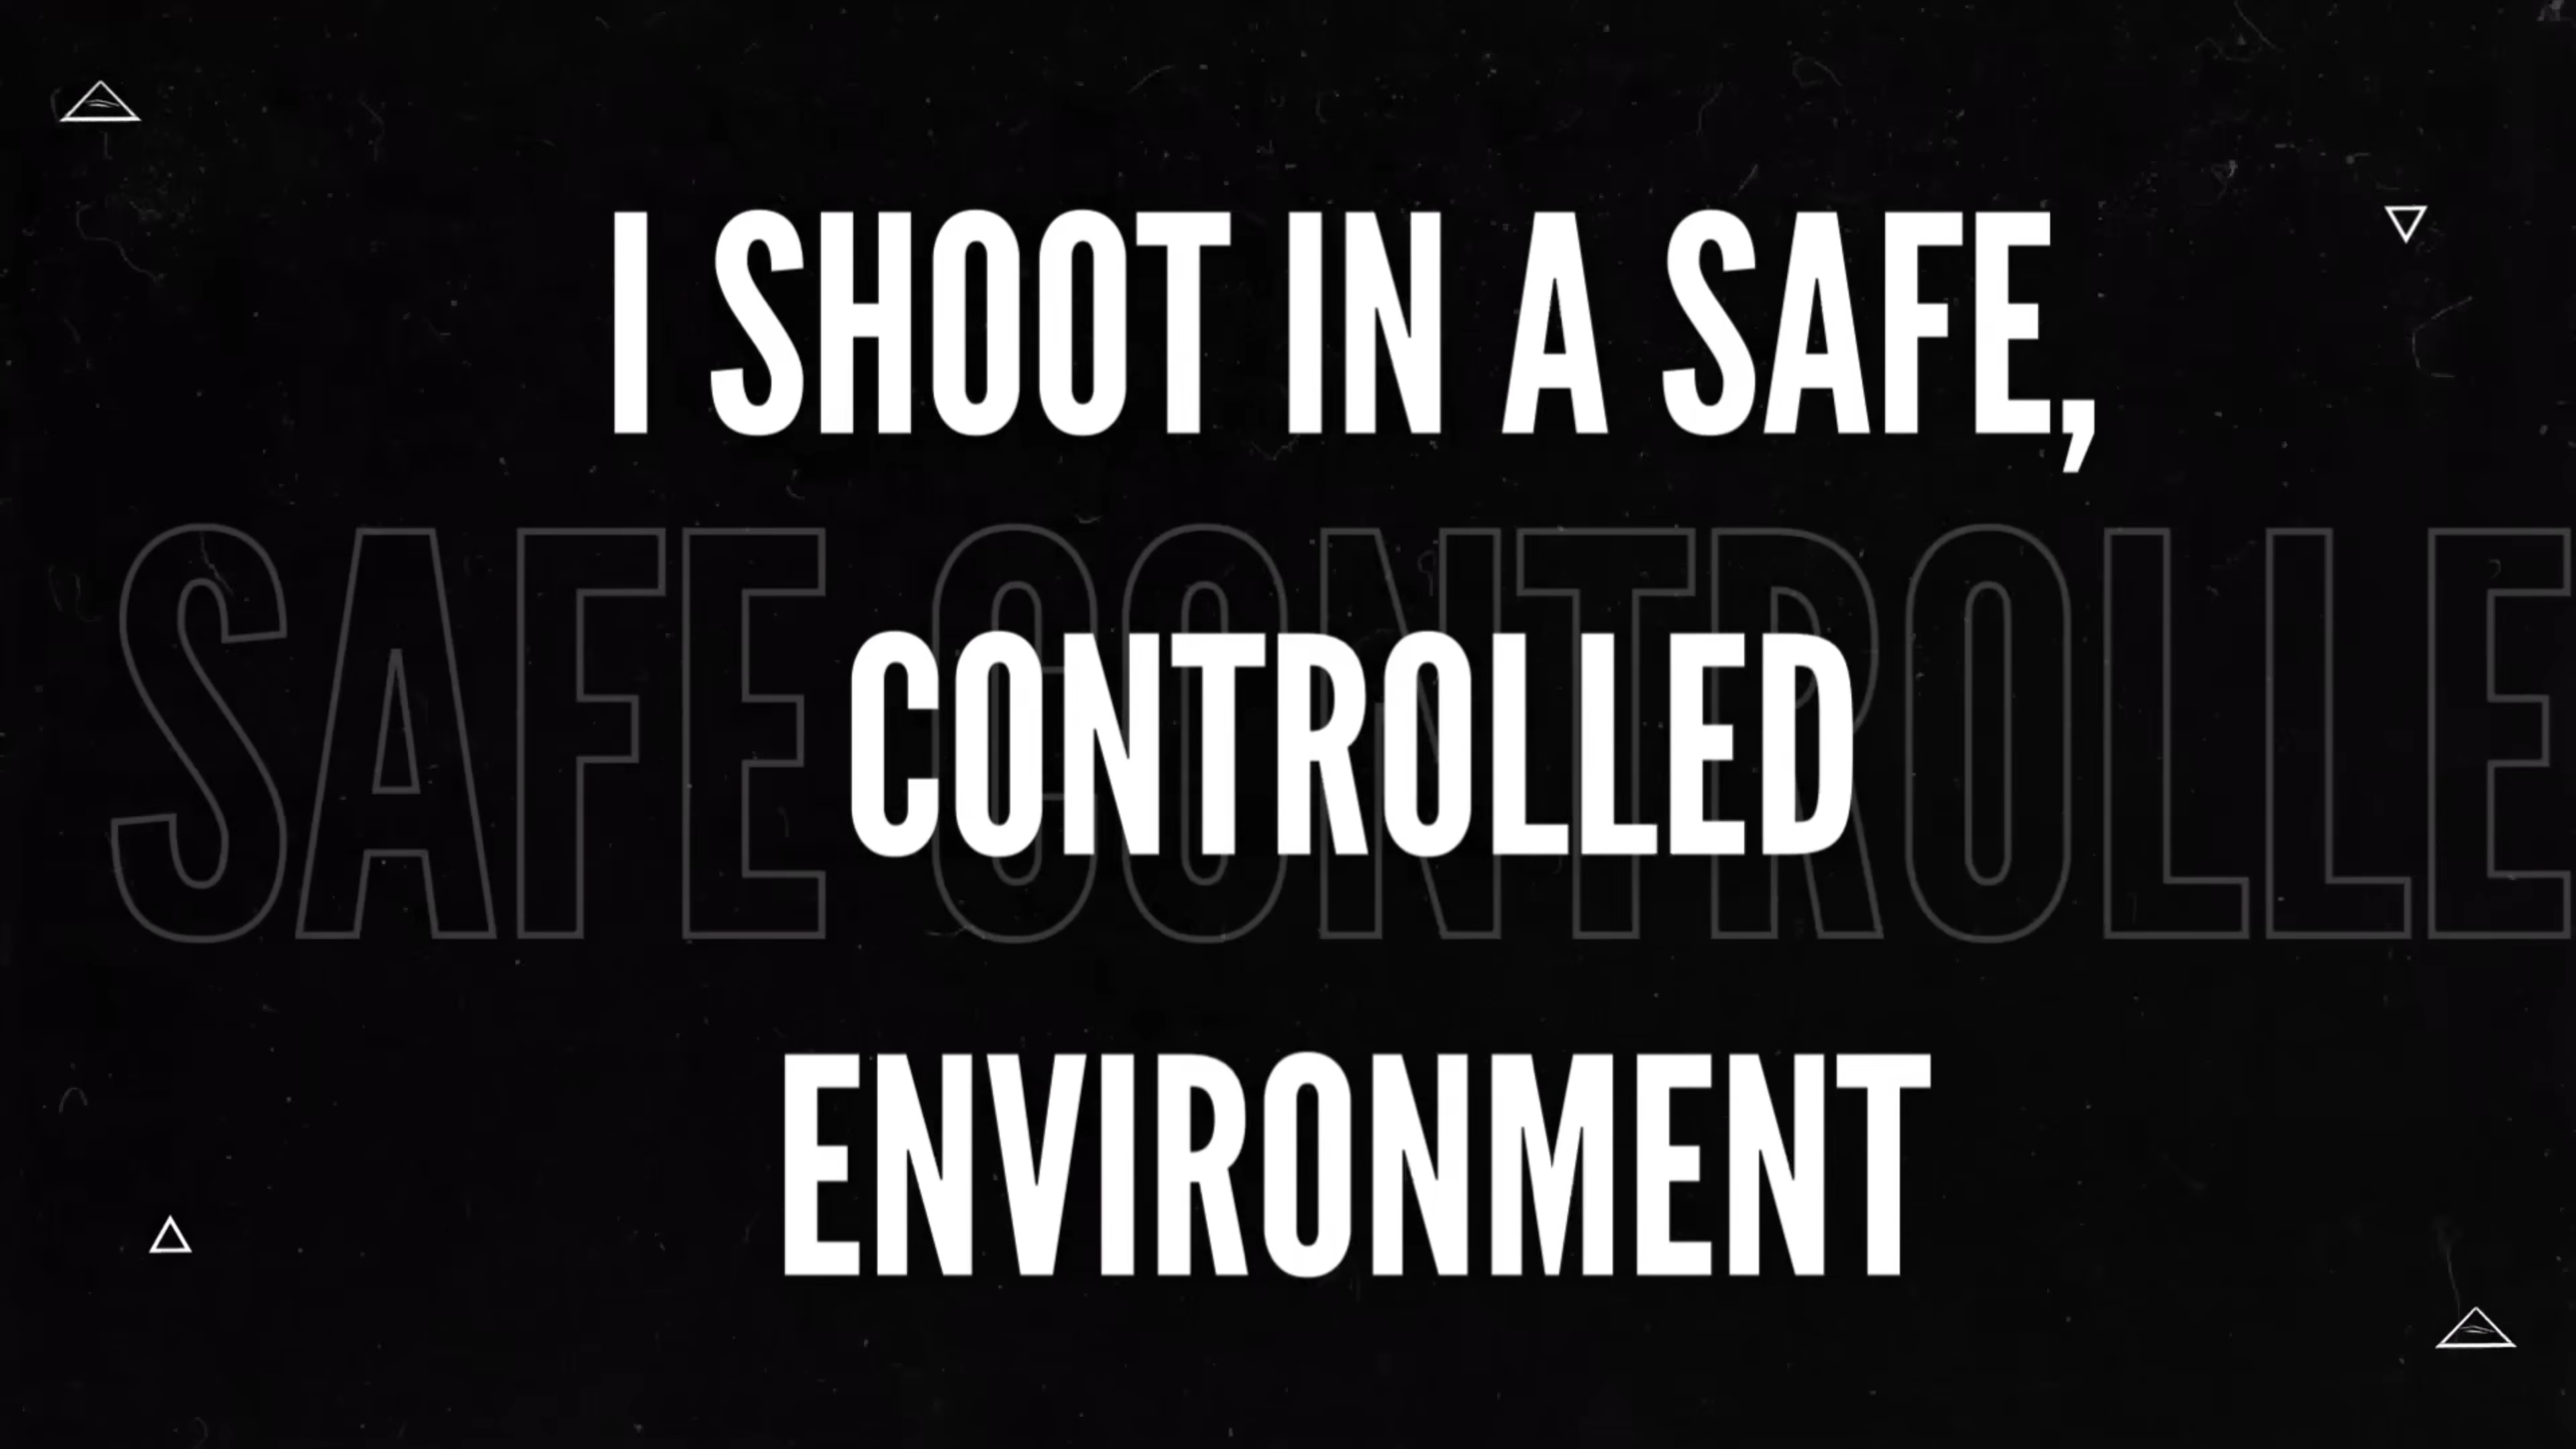 I SHOOT IN A SAFE,
SAFE CONTROLLE
CONTROLLED
ENVIRONMENT